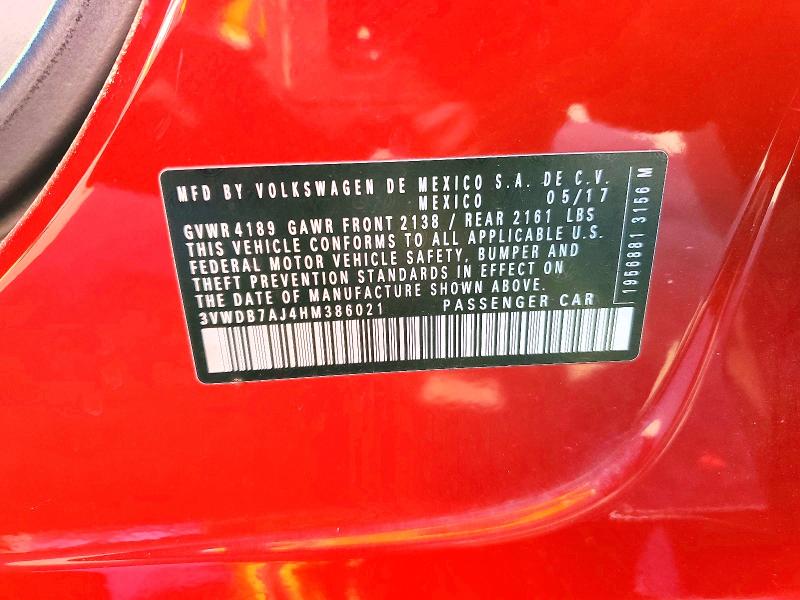 MFD BY VOLKSWAGEN DE MEXICO S.A. DE C.V.
MEXICO 05/17
GVWR 4189 GAWR FRONT 2138 / REAR 2161 LBS
THIS VEHICLE CONFORMS TO ALL APPLICABLE U.S.
FEDERAL MOTOR VEHICLE SAFETY, BUMPER AND
THEFT PREVENTION STANDARDS IN EFFECT ON
THE DATE OF MANUFACTURE SHOWN ABOVE.
3VWDB7AJ4HM386021 PASSENGER CAR
1956881 3156 M